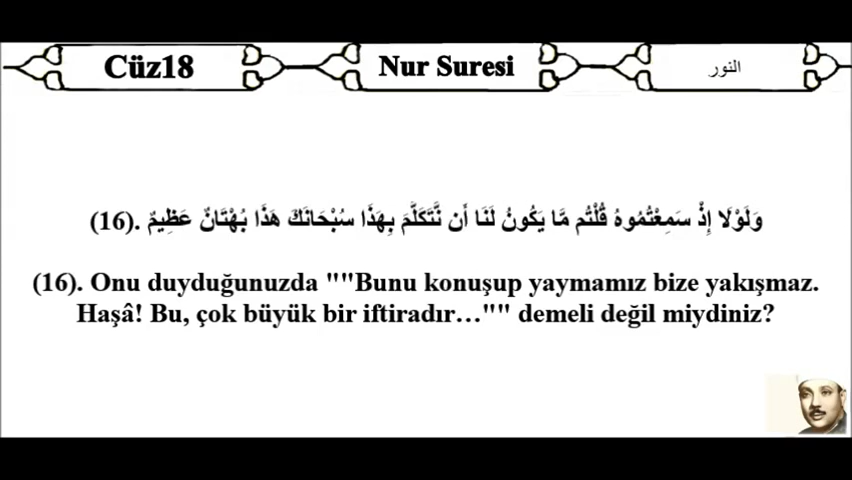 Cüz18
Nur Suresi
النور
وَلَوْلَا إِذْ سَمِعْتُمُوهُ قُلْتُم مَّا يَكُونُ لَنَا أَن نَّتَكَلَّمَ بِهَذَا سُبْحَانَكَ هَذَا بُهْتَانٌ عَظِيمٌ .(16)
(16). Onu duyduğunuzda ""Bunu konuşup yaymamız bize yakışmaz.
Haşâ! Bu, çok büyük bir iftiradır…"" demeli değil miydiniz?